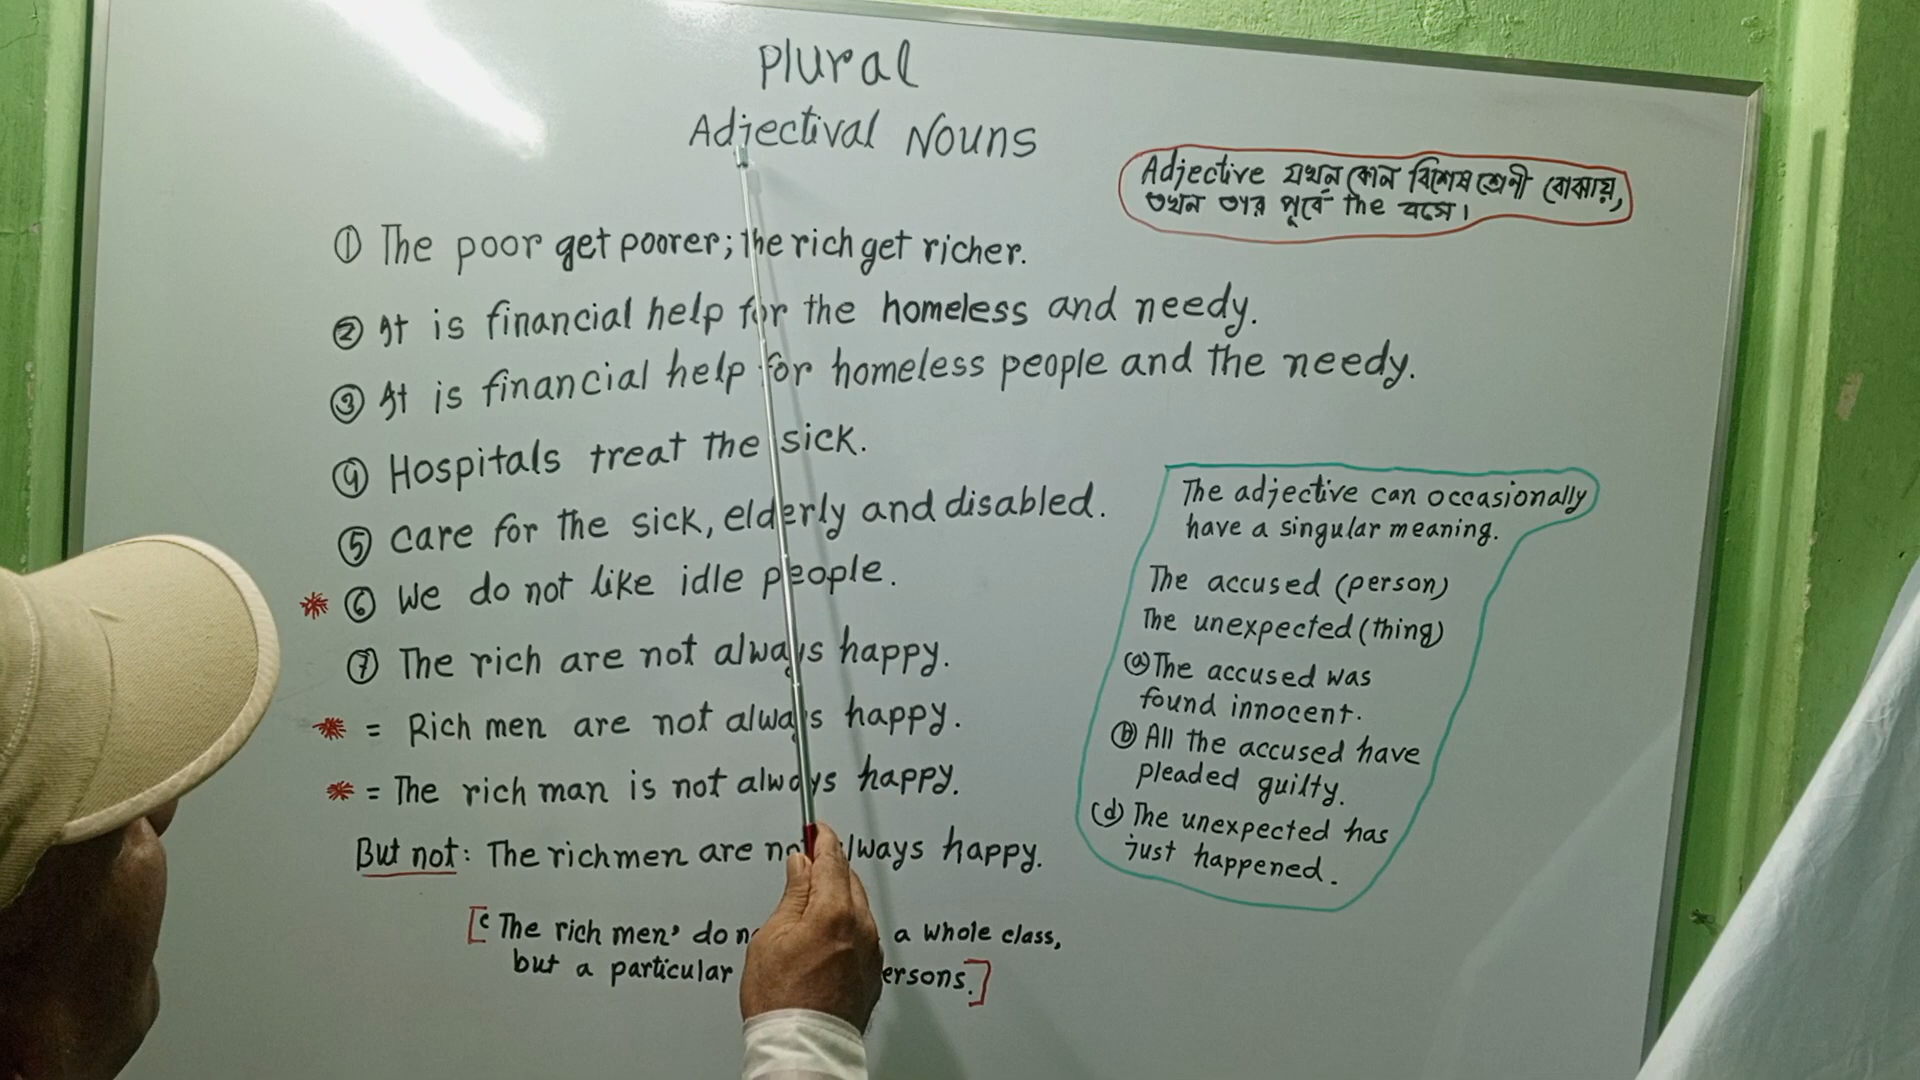 Plural
Adjectival Nouns
Adjective যখন কোন বিশেষ শ্রেণী বোঝায়,
তখন তার পূর্বে the বসে।
① The poor get poorer; the rich get richer.
② It is financial help for the homeless and needy.
③ It is financial help for homeless people and the needy.
④ Hospitals treat the sick.
⑤ Care for the sick, elderly and disabled.
* ⑥ We do not like idle people.
⑦ The rich are not always happy.
* = Rich men are not always happy.
* = The rich man is not always happy.
But not: The rich men are not always happy.
[‘The rich men’ do a whole class,
but a particular persons.]
The adjective can occasionally
have a singular meaning.
The accused (person)
The unexpected (thing)
(a) The accused was
found innocent.
(b) All the accused have
pleaded guilty.
(d) The unexpected has
just happened.